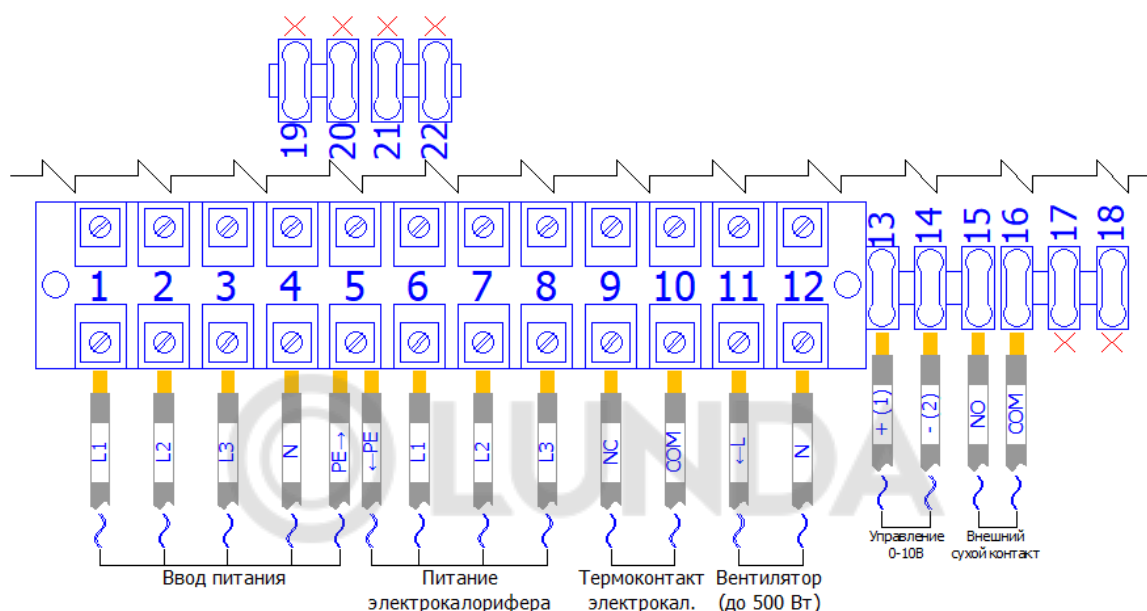 19 20 21 22
13 14 15 16 17 18
1 2 3 4 5 6 7 8 9 10 11 12
L1 L2 L3 N PE→ ←PE L1 L2 L3 NC COM ←L N + (1) - (2) NO COM
© LUNDA
Управление
0-10В
Внешний
сухой контакт
Ввод питания
Питание
электрокалорифера
Термоконтакт
электрокал.
Вентилятор
(до 500 Вт)